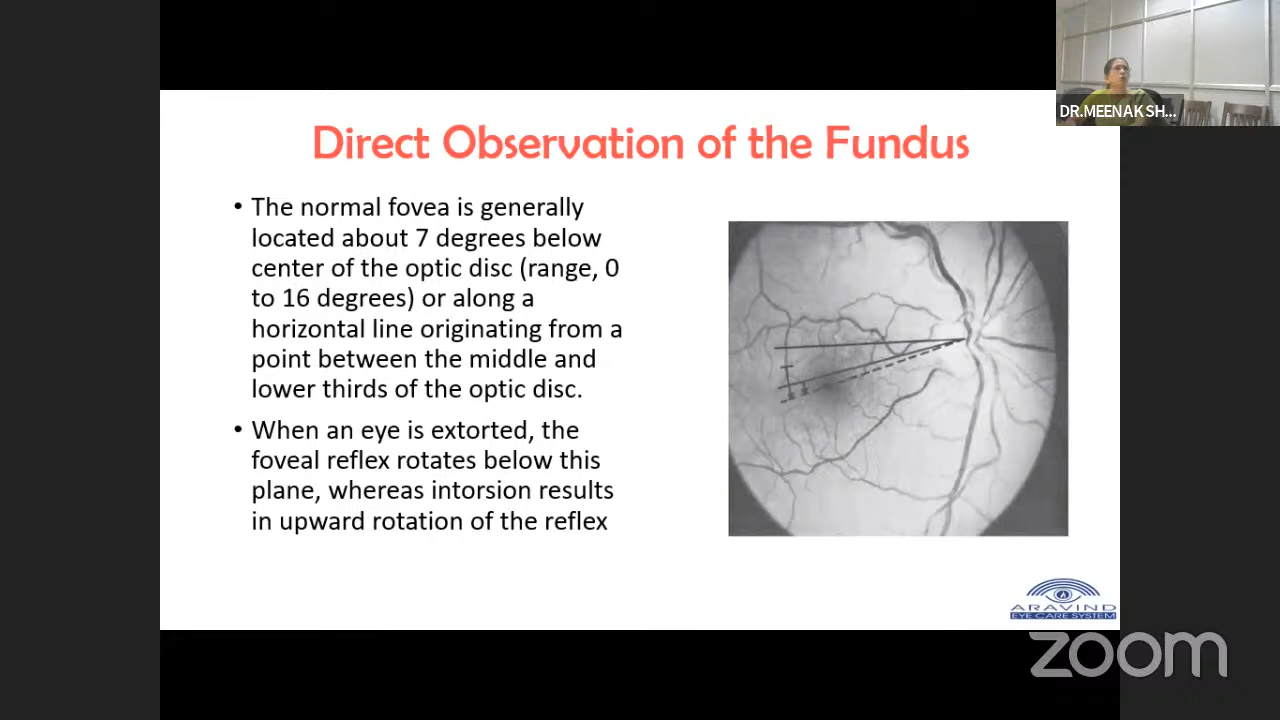 DR.MEENAKSH...
Direct Observation of the Fundus
• The normal fovea is generally
located about 7 degrees below
center of the optic disc (range, 0
to 16 degrees) or along a
horizontal line originating from a
point between the middle and
lower thirds of the optic disc.
• When an eye is extorted, the
foveal reflex rotates below this
plane, whereas intorsion results
in upward rotation of the reflex
ARAVIND
EYE CARE SYSTEM
zoom